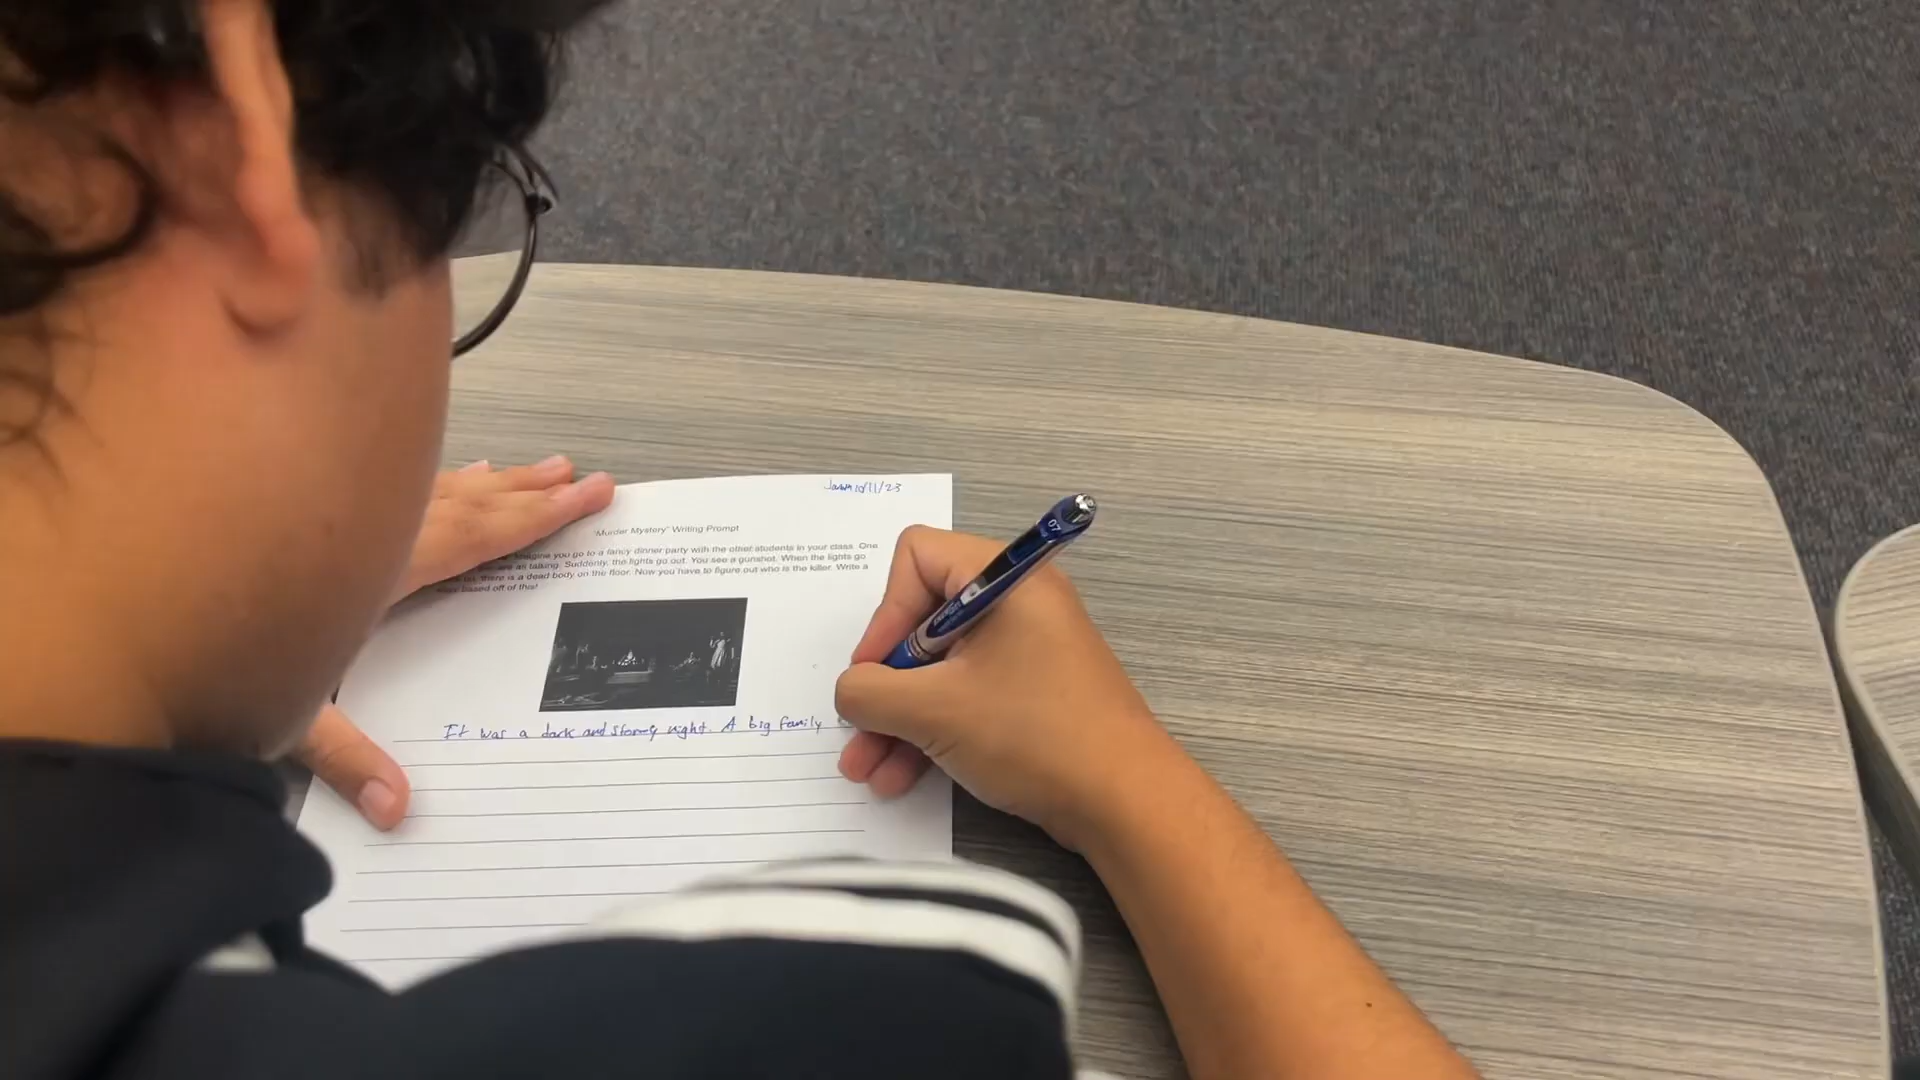 10/11/23
"Murder Mystery" Writing Prompt
Imagine you go to a fancy dinner party with the other students in your class. One
are all talking. Suddenly, the lights go out. You see a gunshot. When the lights go
on, there is a dead body on the floor. Now you have to figure out who is the killer. Write a
based off of this!
It was a dark and stormy night. A big family
07